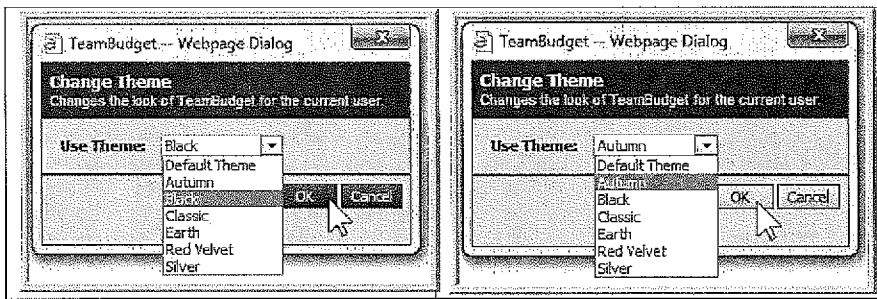 TeamBudget -- Webpage Dialog
Change Theme
Changes the look of TeamBudget for the current user.
Use Theme: Black
Default Theme
Autumn
Black
Classic
Earth
Red Velvet
Silver
OK Cancel
TeamBudget -- Webpage Dialog
Change Theme
Changes the look of TeamBudget for the current user.
Use Theme: Autumn
Default Theme
Autumn
Black
Classic
Earth
Red Velvet
Silver
OK Cancel